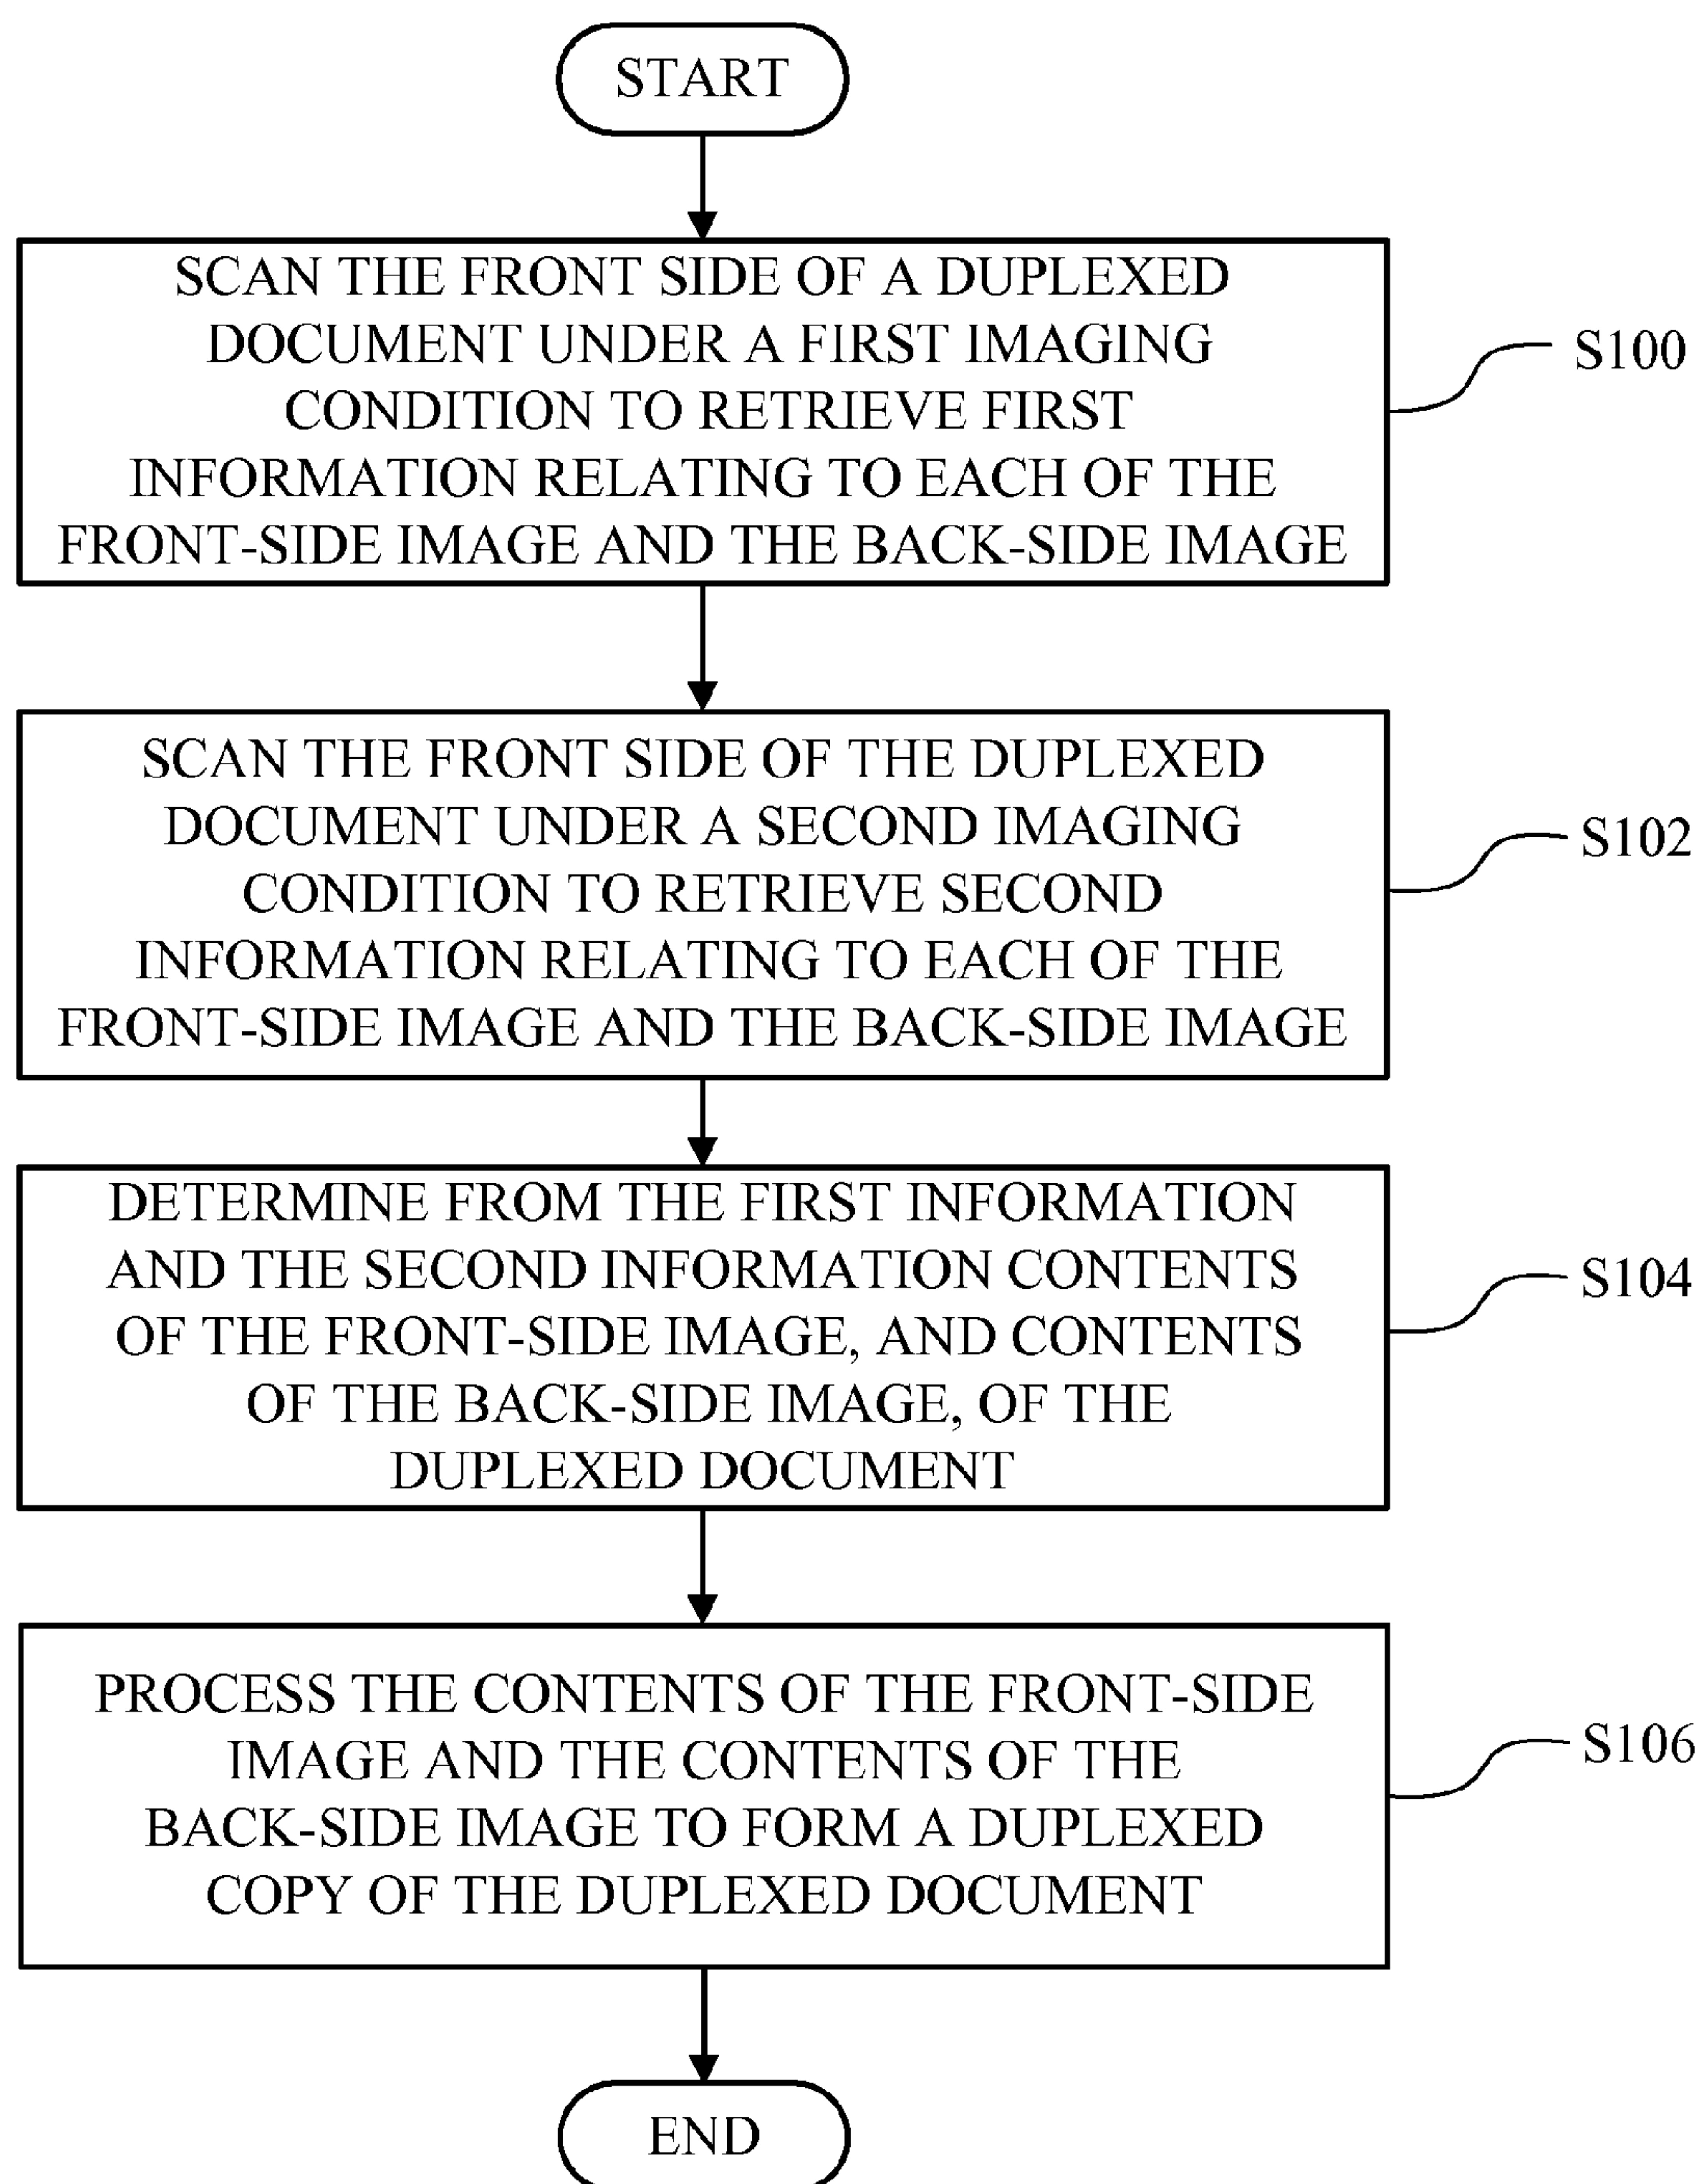 START
SCAN THE FRONT SIDE OF A DUPLEXED
DOCUMENT UNDER A FIRST IMAGING
CONDITION TO RETRIEVE FIRST
INFORMATION RELATING TO EACH OF THE
FRONT-SIDE IMAGE AND THE BACK-SIDE IMAGE
S100
SCAN THE FRONT SIDE OF THE DUPLEXED
DOCUMENT UNDER A SECOND IMAGING
CONDITION TO RETRIEVE SECOND
INFORMATION RELATING TO EACH OF THE
FRONT-SIDE IMAGE AND THE BACK-SIDE IMAGE
S102
DETERMINE FROM THE FIRST INFORMATION
AND THE SECOND INFORMATION CONTENTS
OF THE FRONT-SIDE IMAGE, AND CONTENTS
OF THE BACK-SIDE IMAGE, OF THE
DUPLEXED DOCUMENT
S104
PROCESS THE CONTENTS OF THE FRONT-SIDE
IMAGE AND THE CONTENTS OF THE
BACK-SIDE IMAGE TO FORM A DUPLEXED
COPY OF THE DUPLEXED DOCUMENT
S106
END